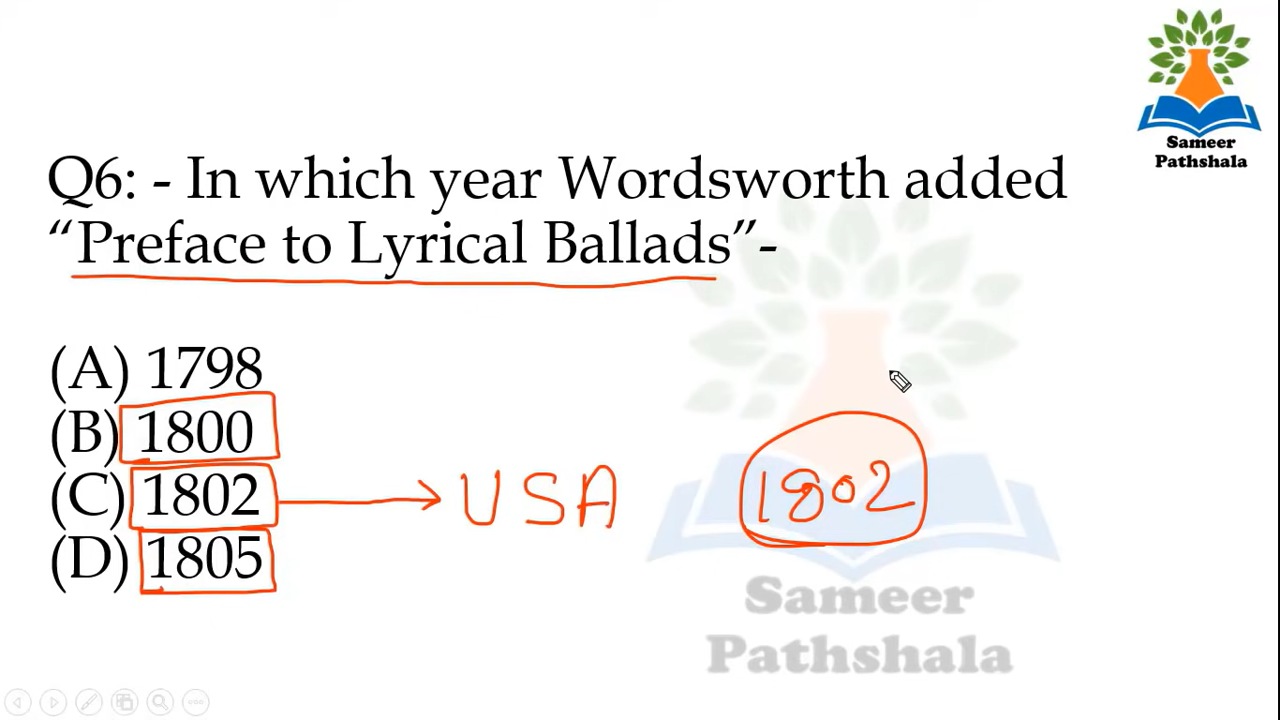 Sameer
Pathshala
Q6: - In which year Wordsworth added
“Preface to Lyrical Ballads”-
(A) 1798
(B) 1800
(C) 1802 → USA 1802
(D) 1805
Sameer
Pathshala